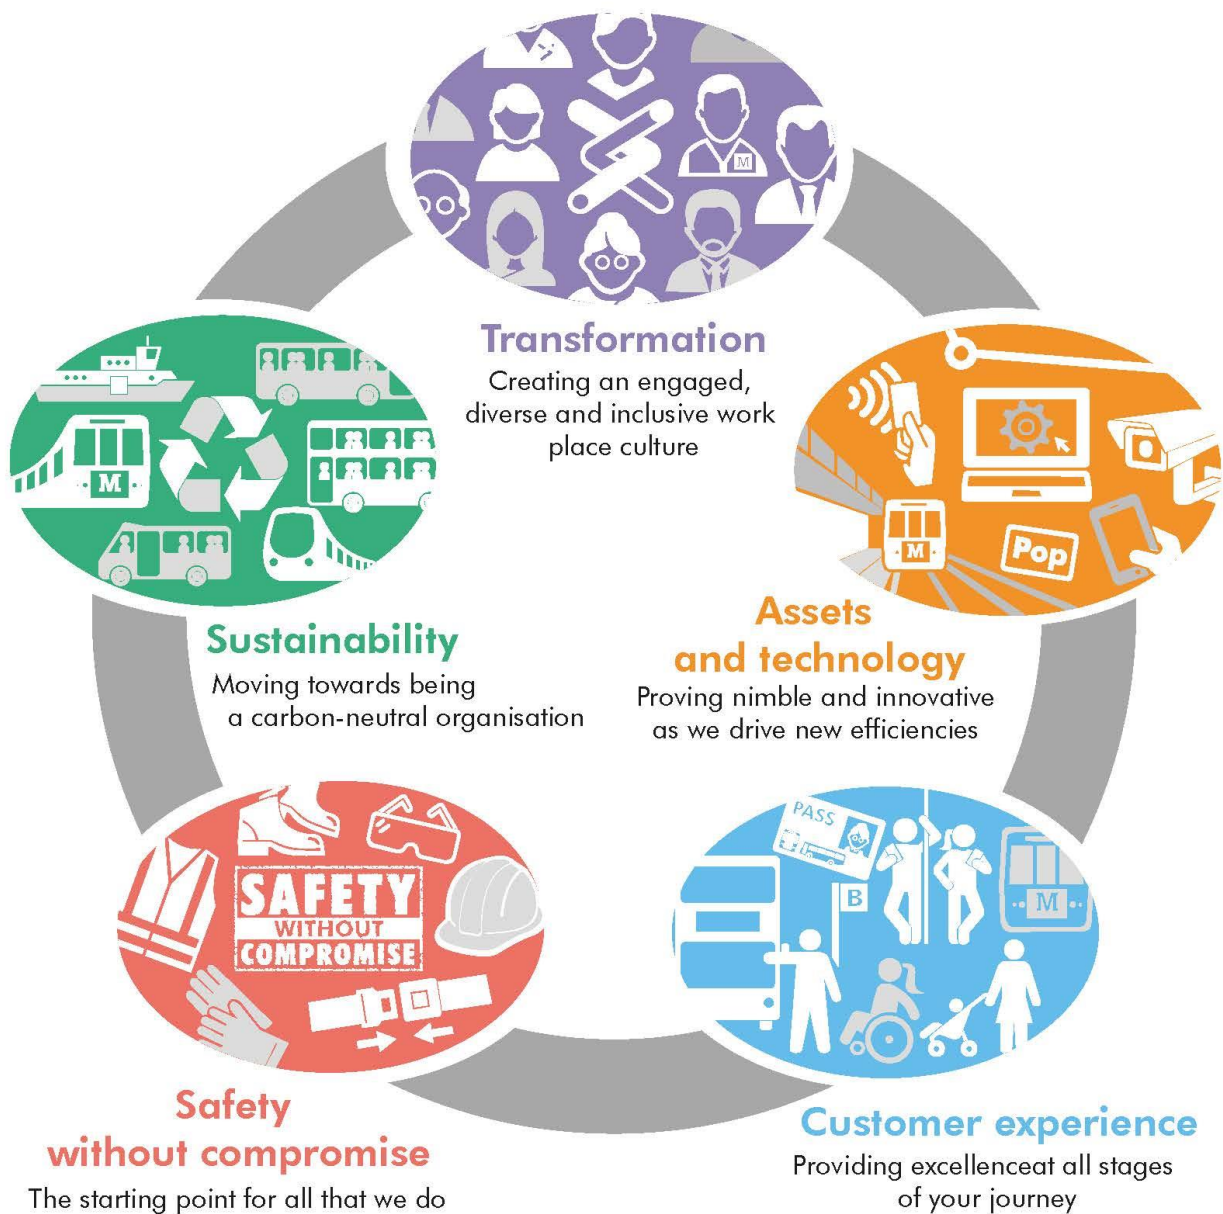 M
Transformation
Creating an engaged,
diverse and inclusive work
place culture
M
Sustainability
Moving towards being
a carbon-neutral organisation
M
Pop
Assets
and technology
Proving nimble and innovative
as we drive new efficiencies
SAFETY
WITHOUT
COMPROMISE
Safety
without compromise
The starting point for all that we do
PASS
B
M
Customer experience
Providing excellenceat all stages
of your journey